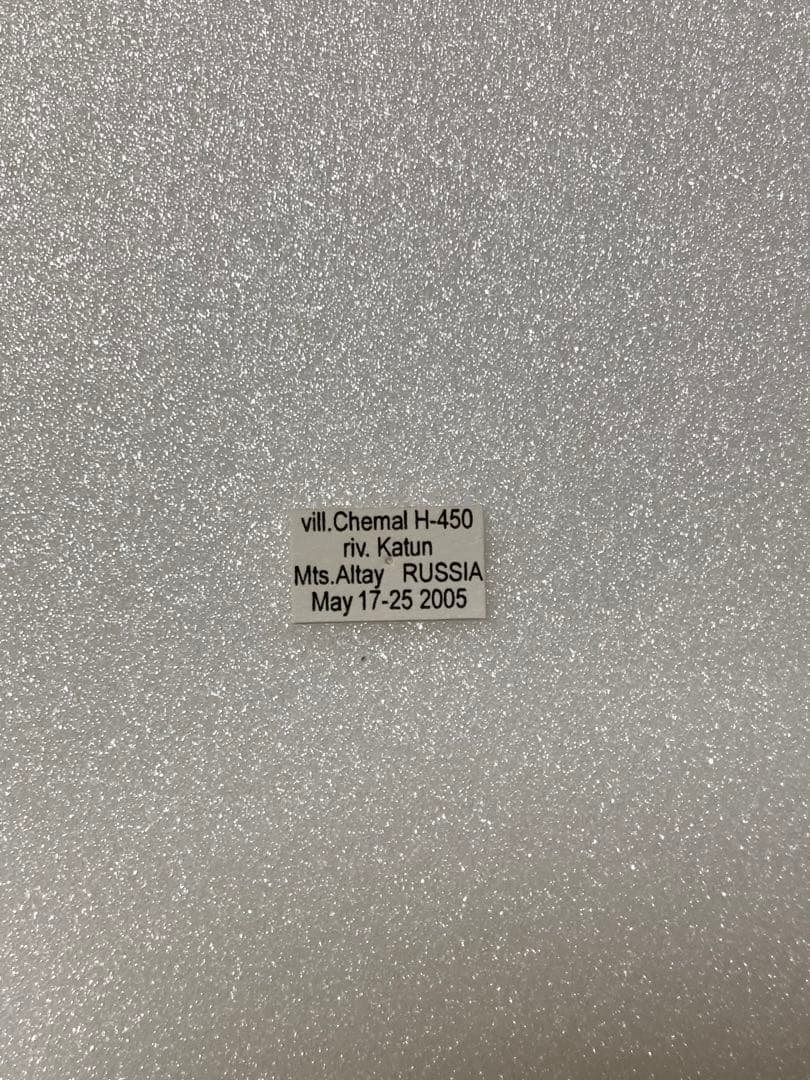 vill.Chemal H-450
riv. Katun
Mts.Altay RUSSIA
May 17-25 2005